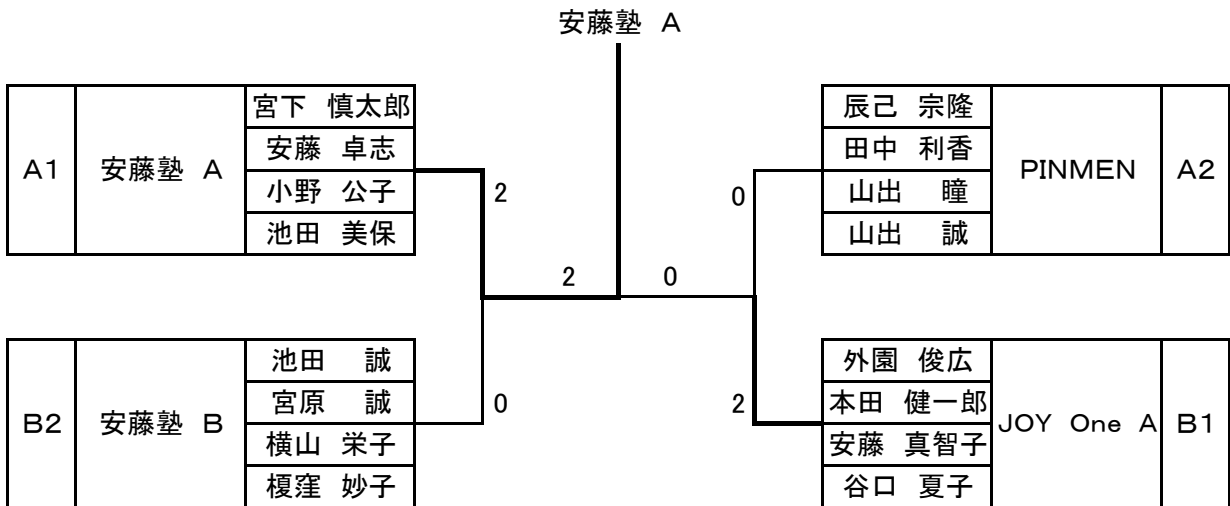 安藤塾 A
A1 安藤塾 A
宮下 慎太郎
安藤 卓志
小野 公子
池田 美保
2
辰己 宗隆
田中 利香
山出 瞳
山出 誠
PINMEN A2
0
2 0
B2 安藤塾 B
池田 誠
宮原 誠
横山 栄子
榎窪 妙子
0
外園 俊広
本田 健一郎
安藤 真智子
谷口 夏子
JOY One A B1
2